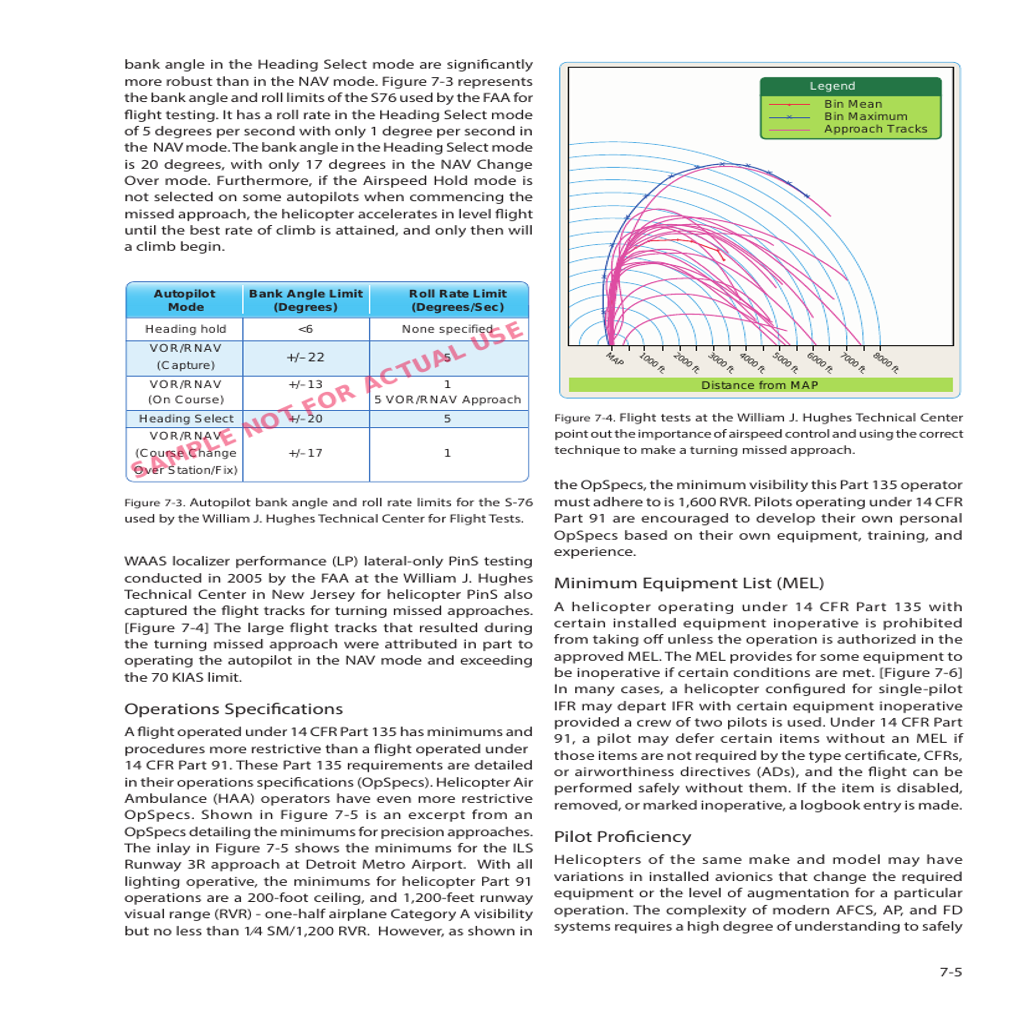 bank angle in the Heading Select mode are significantly
more robust than in the NAV mode. Figure 7-3 represents
the bank angle and roll limits of the S76 used by the FAA for
flight testing. It has a roll rate in the Heading Select mode
of 5 degrees per second with only 1 degree per second in
the NAV mode. The bank angle in the Heading Select mode
is 20 degrees, with only 17 degrees in the NAV Change
Over mode. Furthermore, if the Airspeed Hold mode is
not selected on some autopilots when commencing the
missed approach, the helicopter accelerates in level flight
until the best rate of climb is attained, and only then will
a climb begin.
Autopilot Mode Bank Angle Limit (Degrees) Roll Rate Limit (Degrees/Sec)
Heading hold <6 None specified
VOR/RNAV (Capture) +/– 22 5
VOR/RNAV (On Course) +/– 13 1 5 VOR/RNAV Approach
Heading Select +/– 20 5
VOR/RNAV (Course Change Over Station/Fix) +/– 17 1
SAMPLE NOT FOR ACTUAL USE
Figure 7-3. Autopilot bank angle and roll rate limits for the S-76
used by the William J. Hughes Technical Center for Flight Tests.
WAAS localizer performance (LP) lateral-only PinS testing
conducted in 2005 by the FAA at the William J. Hughes
Technical Center in New Jersey for helicopter PinS also
captured the flight tracks for turning missed approaches.
[Figure 7-4] The large flight tracks that resulted during
the turning missed approach were attributed in part to
operating the autopilot in the NAV mode and exceeding
the 70 KIAS limit.
Operations Specifications
A flight operated under 14 CFR Part 135 has minimums and
procedures more restrictive than a flight operated under
14 CFR Part 91. These Part 135 requirements are detailed
in their operations specifications (OpSpecs). Helicopter Air
Ambulance (HAA) operators have even more restrictive
OpSpecs. Shown in Figure 7-5 is an excerpt from an
OpSpecs detailing the minimums for precision approaches.
The inlay in Figure 7-5 shows the minimums for the ILS
Runway 3R approach at Detroit Metro Airport. With all
lighting operative, the minimums for helicopter Part 91
operations are a 200-foot ceiling, and 1,200-feet runway
visual range (RVR) - one-half airplane Category A visibility
but no less than 1⁄4 SM/1,200 RVR. However, as shown in
Legend
Bin Mean
Bin Maximum
Approach Tracks
MAP 1000 ft. 2000 ft. 3000 ft. 4000 ft. 5000 ft. 6000 ft. 7000 ft. 8000 ft.
Distance from MAP
Figure 7-4. Flight tests at the William J. Hughes Technical Center
point out the importance of airspeed control and using the correct
technique to make a turning missed approach.
the OpSpecs, the minimum visibility this Part 135 operator
must adhere to is 1,600 RVR. Pilots operating under 14 CFR
Part 91 are encouraged to develop their own personal
OpSpecs based on their own equipment, training, and
experience.
Minimum Equipment List (MEL)
A helicopter operating under 14 CFR Part 135 with
certain installed equipment inoperative is prohibited
from taking off unless the operation is authorized in the
approved MEL. The MEL provides for some equipment to
be inoperative if certain conditions are met. [Figure 7-6]
In many cases, a helicopter configured for single-pilot
IFR may depart IFR with certain equipment inoperative
provided a crew of two pilots is used. Under 14 CFR Part
91, a pilot may defer certain items without an MEL if
those items are not required by the type certificate, CFRs,
or airworthiness directives (ADs), and the flight can be
performed safely without them. If the item is disabled,
removed, or marked inoperative, a logbook entry is made.
Pilot Proficiency
Helicopters of the same make and model may have
variations in installed avionics that change the required
equipment or the level of augmentation for a particular
operation. The complexity of modern AFCS, AP, and FD
systems requires a high degree of understanding to safely
7-5